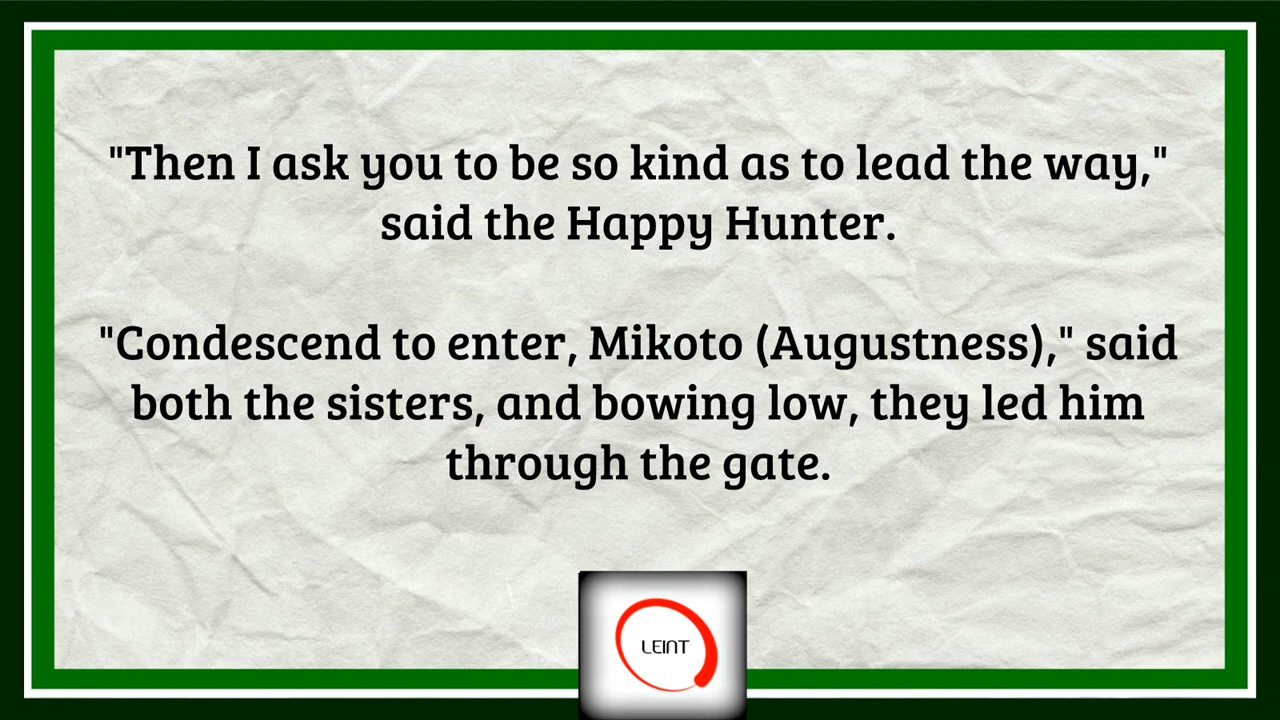 "Then I ask you to be so kind as to lead the way,"
said the Happy Hunter.
"Condescend to enter, Mikoto (Augustness)," said
both the sisters, and bowing low, they led him
through the gate.
LEINT